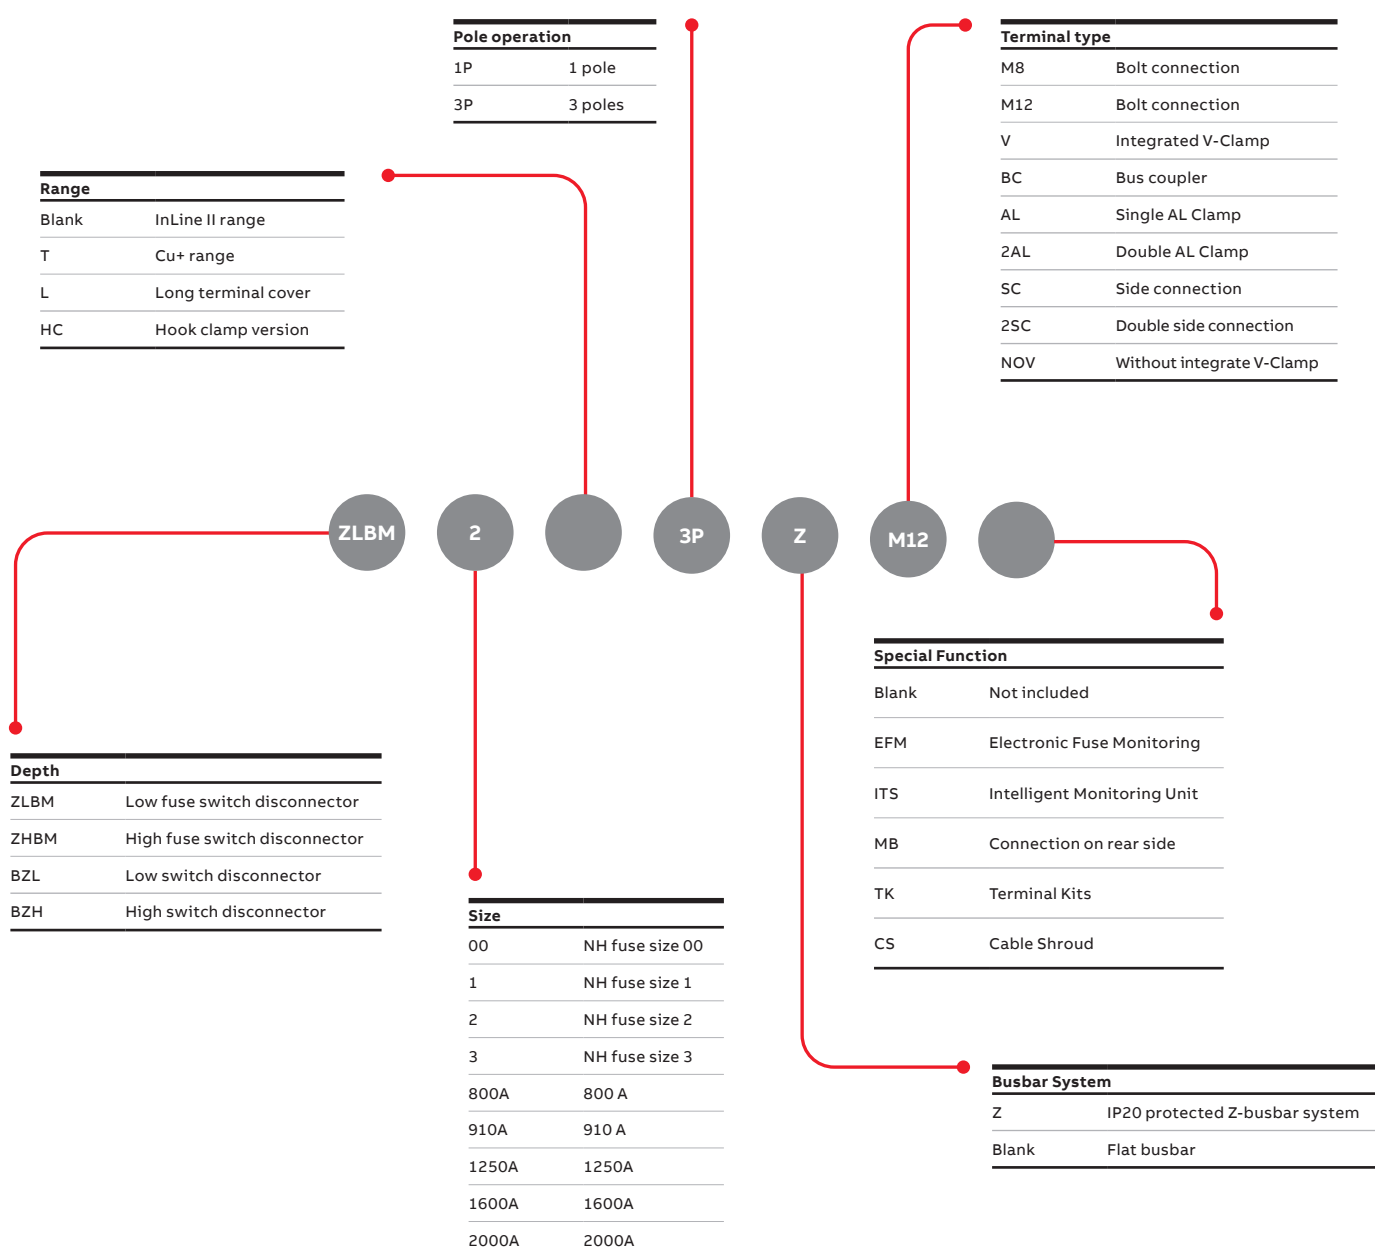 Pole operation
1P 1 pole
3P 3 poles
Terminal type
M8 Bolt connection
M12 Bolt connection
V Integrated V-Clamp
BC Bus coupler
AL Single AL Clamp
2AL Double AL Clamp
SC Side connection
2SC Double side connection
NOV Without integrate V-Clamp
Range
Blank InLine II range
T Cu+ range
L Long terminal cover
HC Hook clamp version
ZLBM 2 3P Z M12
Special Function
Blank Not included
EFM Electronic Fuse Monitoring
ITS Intelligent Monitoring Unit
MB Connection on rear side
TK Terminal Kits
CS Cable Shroud
Depth
ZLBM Low fuse switch disconnector
ZHBM High fuse switch disconnector
BZL Low switch disconnector
BZH High switch disconnector
Size
00 NH fuse size 00
1 NH fuse size 1
2 NH fuse size 2
3 NH fuse size 3
800A 800 A
910A 910 A
1250A 1250A
1600A 1600A
2000A 2000A
Busbar System
Z IP20 protected Z-busbar system
Blank Flat busbar